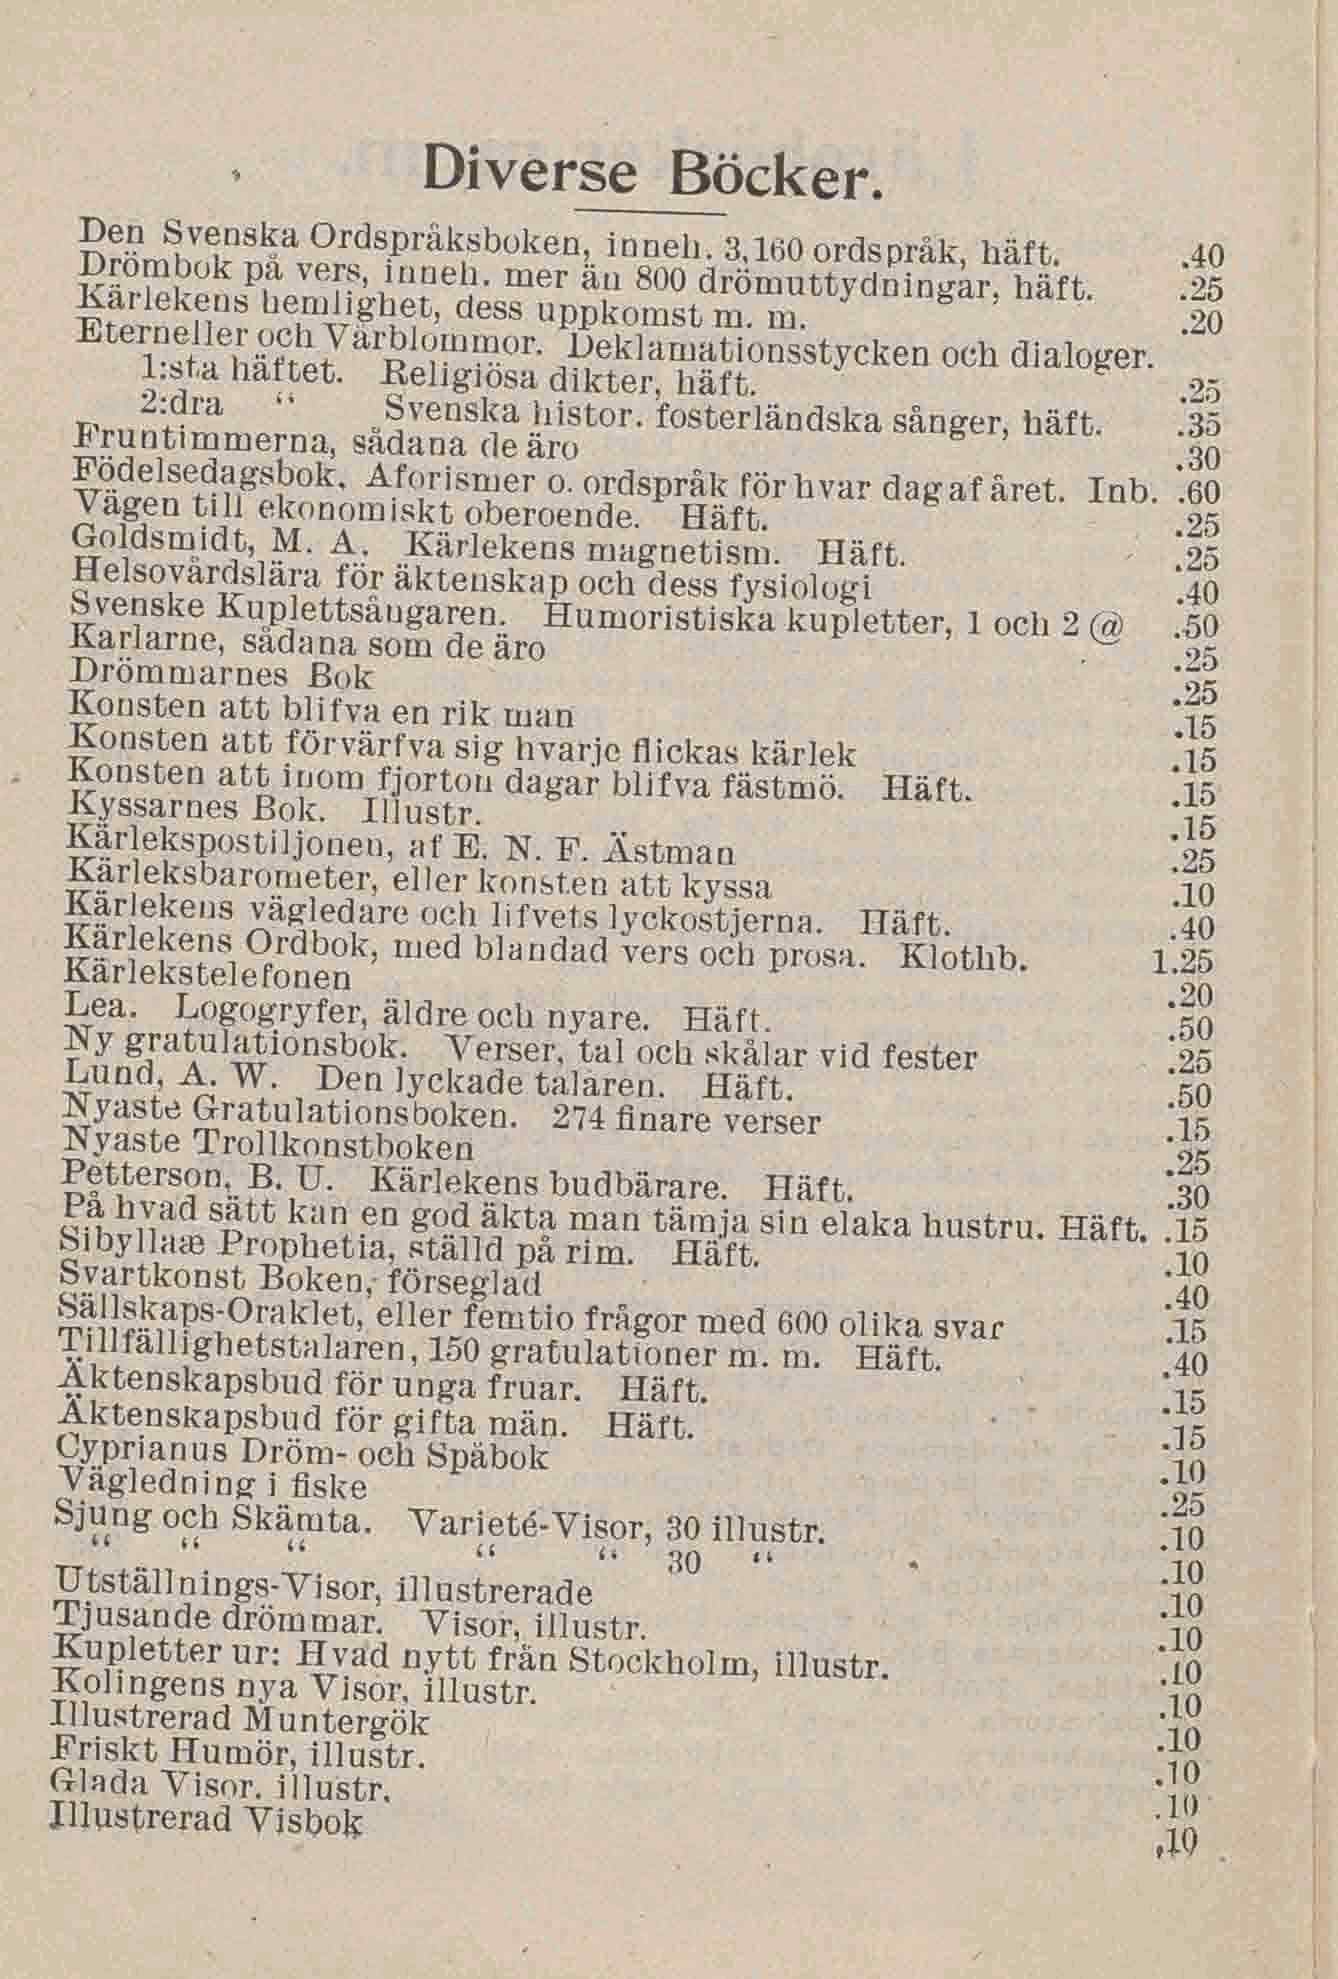 Diverse Böcker.
Den Svenska Ordspråksboken, inneh. 3,160 ordspråk, häft. .40
Drömbok på vers, inneh. mer än 800 drömuttydningar, häft. .25
Kärlekens hemlighet, dess uppkomst m. m. .20
Eterneller och Vårblommor. Deklamationsstycken och dialoger.
1:sta häftet. Religiösa dikter, häft. .25
2:dra “ Svenska histor. fosterländska sånger, häft. .35
Fruntimmerna, sådana de äro .30
Födelsedagsbok, Aforismer o. ordspråk för hvar dag af året. Inb. .60
Vägen till ekonomiskt oberoende. Häft. .25
Goldsmidt, M. A. Kärlekens magnetism. Häft. .25
Helsovårdslära för äktenskap och dess fysiologi .40
Svenske Kuplettsångaren. Humoristiska kupletter, 1 och 2 @ .50
Karlarne, sådana som de äro .25
Drömmarnes Bok .25
Konsten att blifva en rik man .15
Konsten att förvärfva sig hvarje flickas kärlek .15
Konsten att inom fjorton dagar blifva fästmö. Häft. .15
Kyssarnes Bok. Illustr. .15
Kärlekspostiljonen, af E. N. F. Ästman .25
Kärleksbarometer, eller konsten att kyssa .10
Kärlekens vägledare och lifvets lyckostjerna. Häft. .40
Kärlekens Ordbok, med blandad vers och prosa. Klothb. 1.25
Kärlekstelefonen .20
Lea. Logogryfer, äldre och nyare. Häft. .50
Ny gratulationsbok. Verser, tal och skålar vid fester .25
Lund, A. W. Den lyckade talaren. Häft. .50
Nyaste Gratulationsboken. 274 finare verser .15
Nyaste Trollkonstboken .25
Petterson, B. U. Kärlekens budbärare. Häft. .30
På hvad sätt kan en god äkta man tämja sin elaka hustru. Häft. .15
Sibyllaæ Prophetia, ställd på rim. Häft. .10
Svartkonst Boken, förseglad .40
Sällskaps-Oraklet, eller femtio frågor med 600 olika svar .15
Tillfällighetstalaren, 150 gratulationer m. m. Häft. .40
Äktenskapsbud för unga fruar. Häft. .15
Äktenskapsbud för gifta män. Häft. .15
Cyprianus Dröm- och Spåbok .10
Vägledning i fiske .25
Sjung och Skämta. Varieté-Visor, 30 illustr. .10
“ “ “ “ “ 30 “ .10
Utställnings-Visor, illustrerade .10
Tjusande drömmar. Visor, illustr. .10
Kupletter ur: Hvad nytt från Stockholm, illustr. .10
Kolingens nya Visor, illustr. .10
Illustrerad Muntergök .10
Friskt Humör, illustr. .10
Glada Visor, illustr. .10
Illustrerad Visbok .10